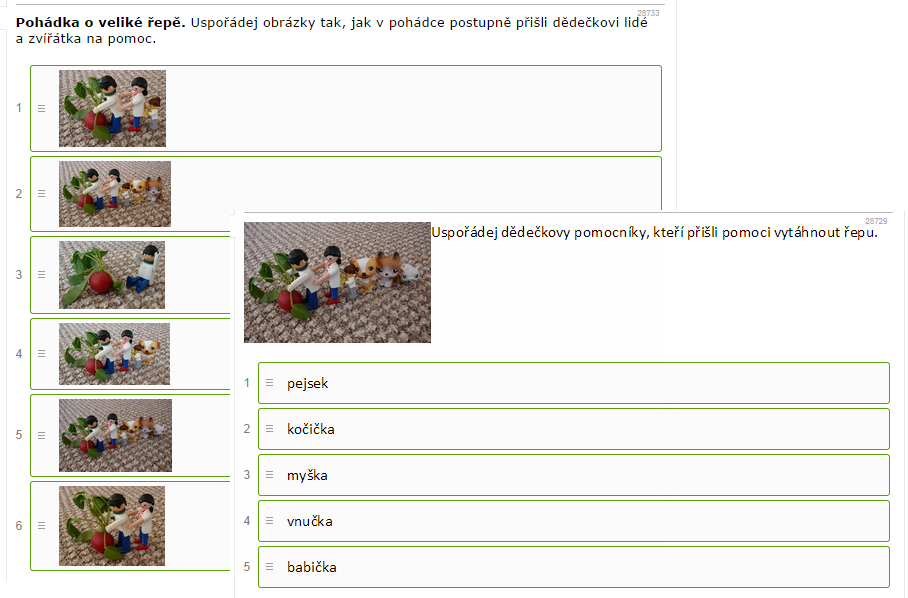 28733
Pohádka o veliké řepě. Uspořádej obrázky tak, jak v pohádce postupně přišli dědečkovi lidé
a zvířátka na pomoc.
1
2
3
4
5
6
28729
Uspořádej dědečkovy pomocníky, kteří přišli pomoci vytáhnout řepu.
1 pejsek
2 kočička
3 myška
4 vnučka
5 babička